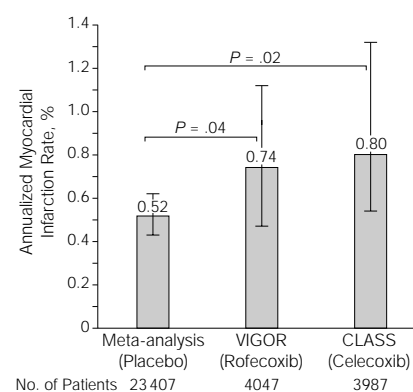 1.4
1.2
1.0
0.8
0.6
0.4
0.2
0
Annualized Myocardial
Infarction Rate, %
P = .02
P = .04
0.52
0.74
0.80
Meta-analysis
(Placebo)
VIGOR
(Rofecoxib)
CLASS
(Celecoxib)
No. of Patients 23 407 4047 3987